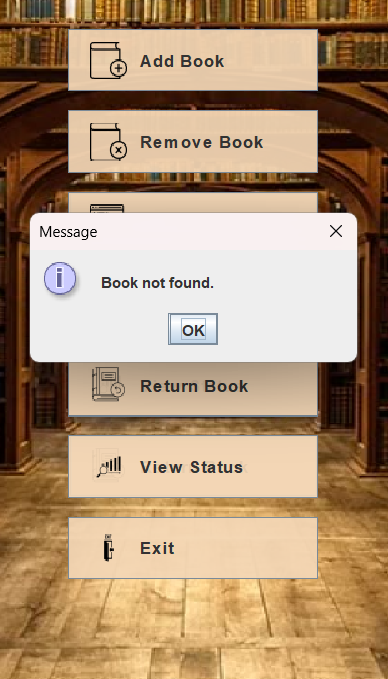 Add Book
Remove Book
Message
Book not found.
OK
Return Book
View Status
Exit